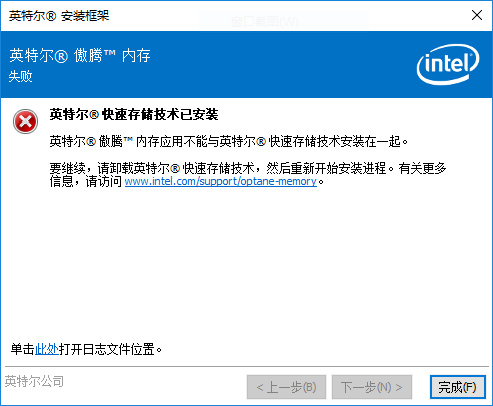 英特尔® 安装框架
英特尔® 傲腾™ 内存
失败
intel
英特尔® 快速存储技术已安装
英特尔® 傲腾™ 内存应用不能与英特尔® 快速存储技术安装在一起。
要继续，请卸载英特尔® 快速存储技术，然后重新开始安装进程。有关更多
信息，请访问 www.intel.com/support/optane-memory。
单击此处打开日志文件位置。
英特尔公司
< 上一步(B)
下一步(N) >
完成(F)